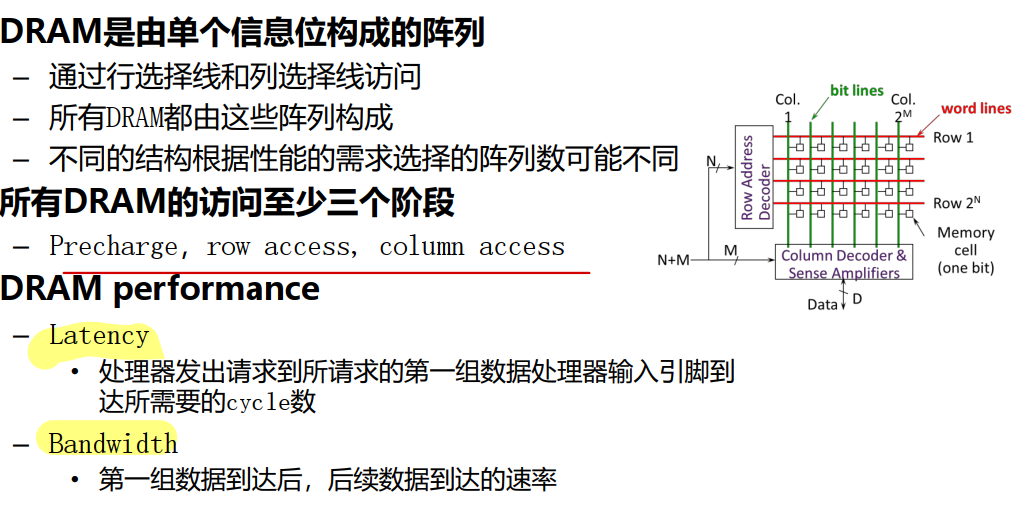 DRAM是由单个信息位构成的阵列
– 通过行选择线和列选择线访问
– 所有DRAM都由这些阵列构成
– 不同的结构根据性能的需求选择的阵列数可能不同
所有DRAM的访问至少三个阶段
– Precharge, row access, column access
DRAM performance
– Latency
• 处理器发出请求到所请求的第一组数据处理器输入引脚到
达所需要的cycle数
– Bandwidth
• 第一组数据到达后，后续数据到达的速率
bit lines
Col.
1
Col.
2M
word lines
Row 1
N
Row Address
Decoder
Row 2N
Memory
cell
(one bit)
N+M
M
Column Decoder &
Sense Amplifiers
Data
D